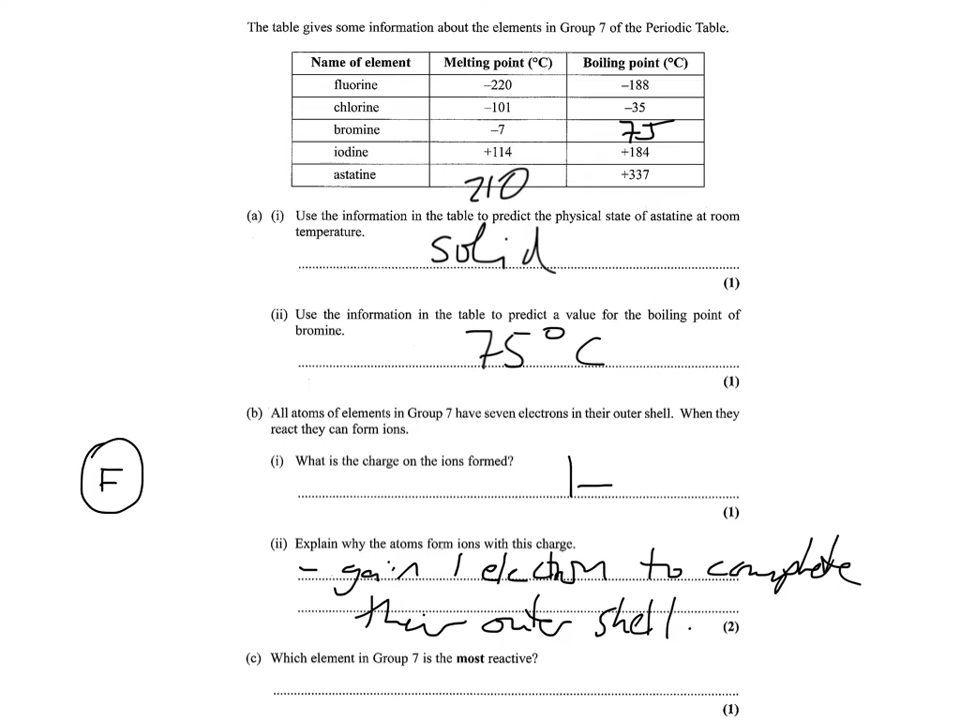 The table gives some information about the elements in Group 7 of the Periodic Table.
Name of element Melting point (°C) Boiling point (°C)
fluorine –220 –188
chlorine –101 –35
bromine –7 75
iodine +114 +184
astatine 210 +337
(a) (i) Use the information in the table to predict the physical state of astatine at room
temperature.
solid
(1)
(ii) Use the information in the table to predict a value for the boiling point of
bromine.
75°C
(1)
(b) All atoms of elements in Group 7 have seven electrons in their outer shell. When they
react they can form ions.
F
(i) What is the charge on the ions formed?
1–
(1)
(ii) Explain why the atoms form ions with this charge.
– gain 1 electron to complete
their outer shell.
(2)
(c) Which element in Group 7 is the most reactive?
(1)